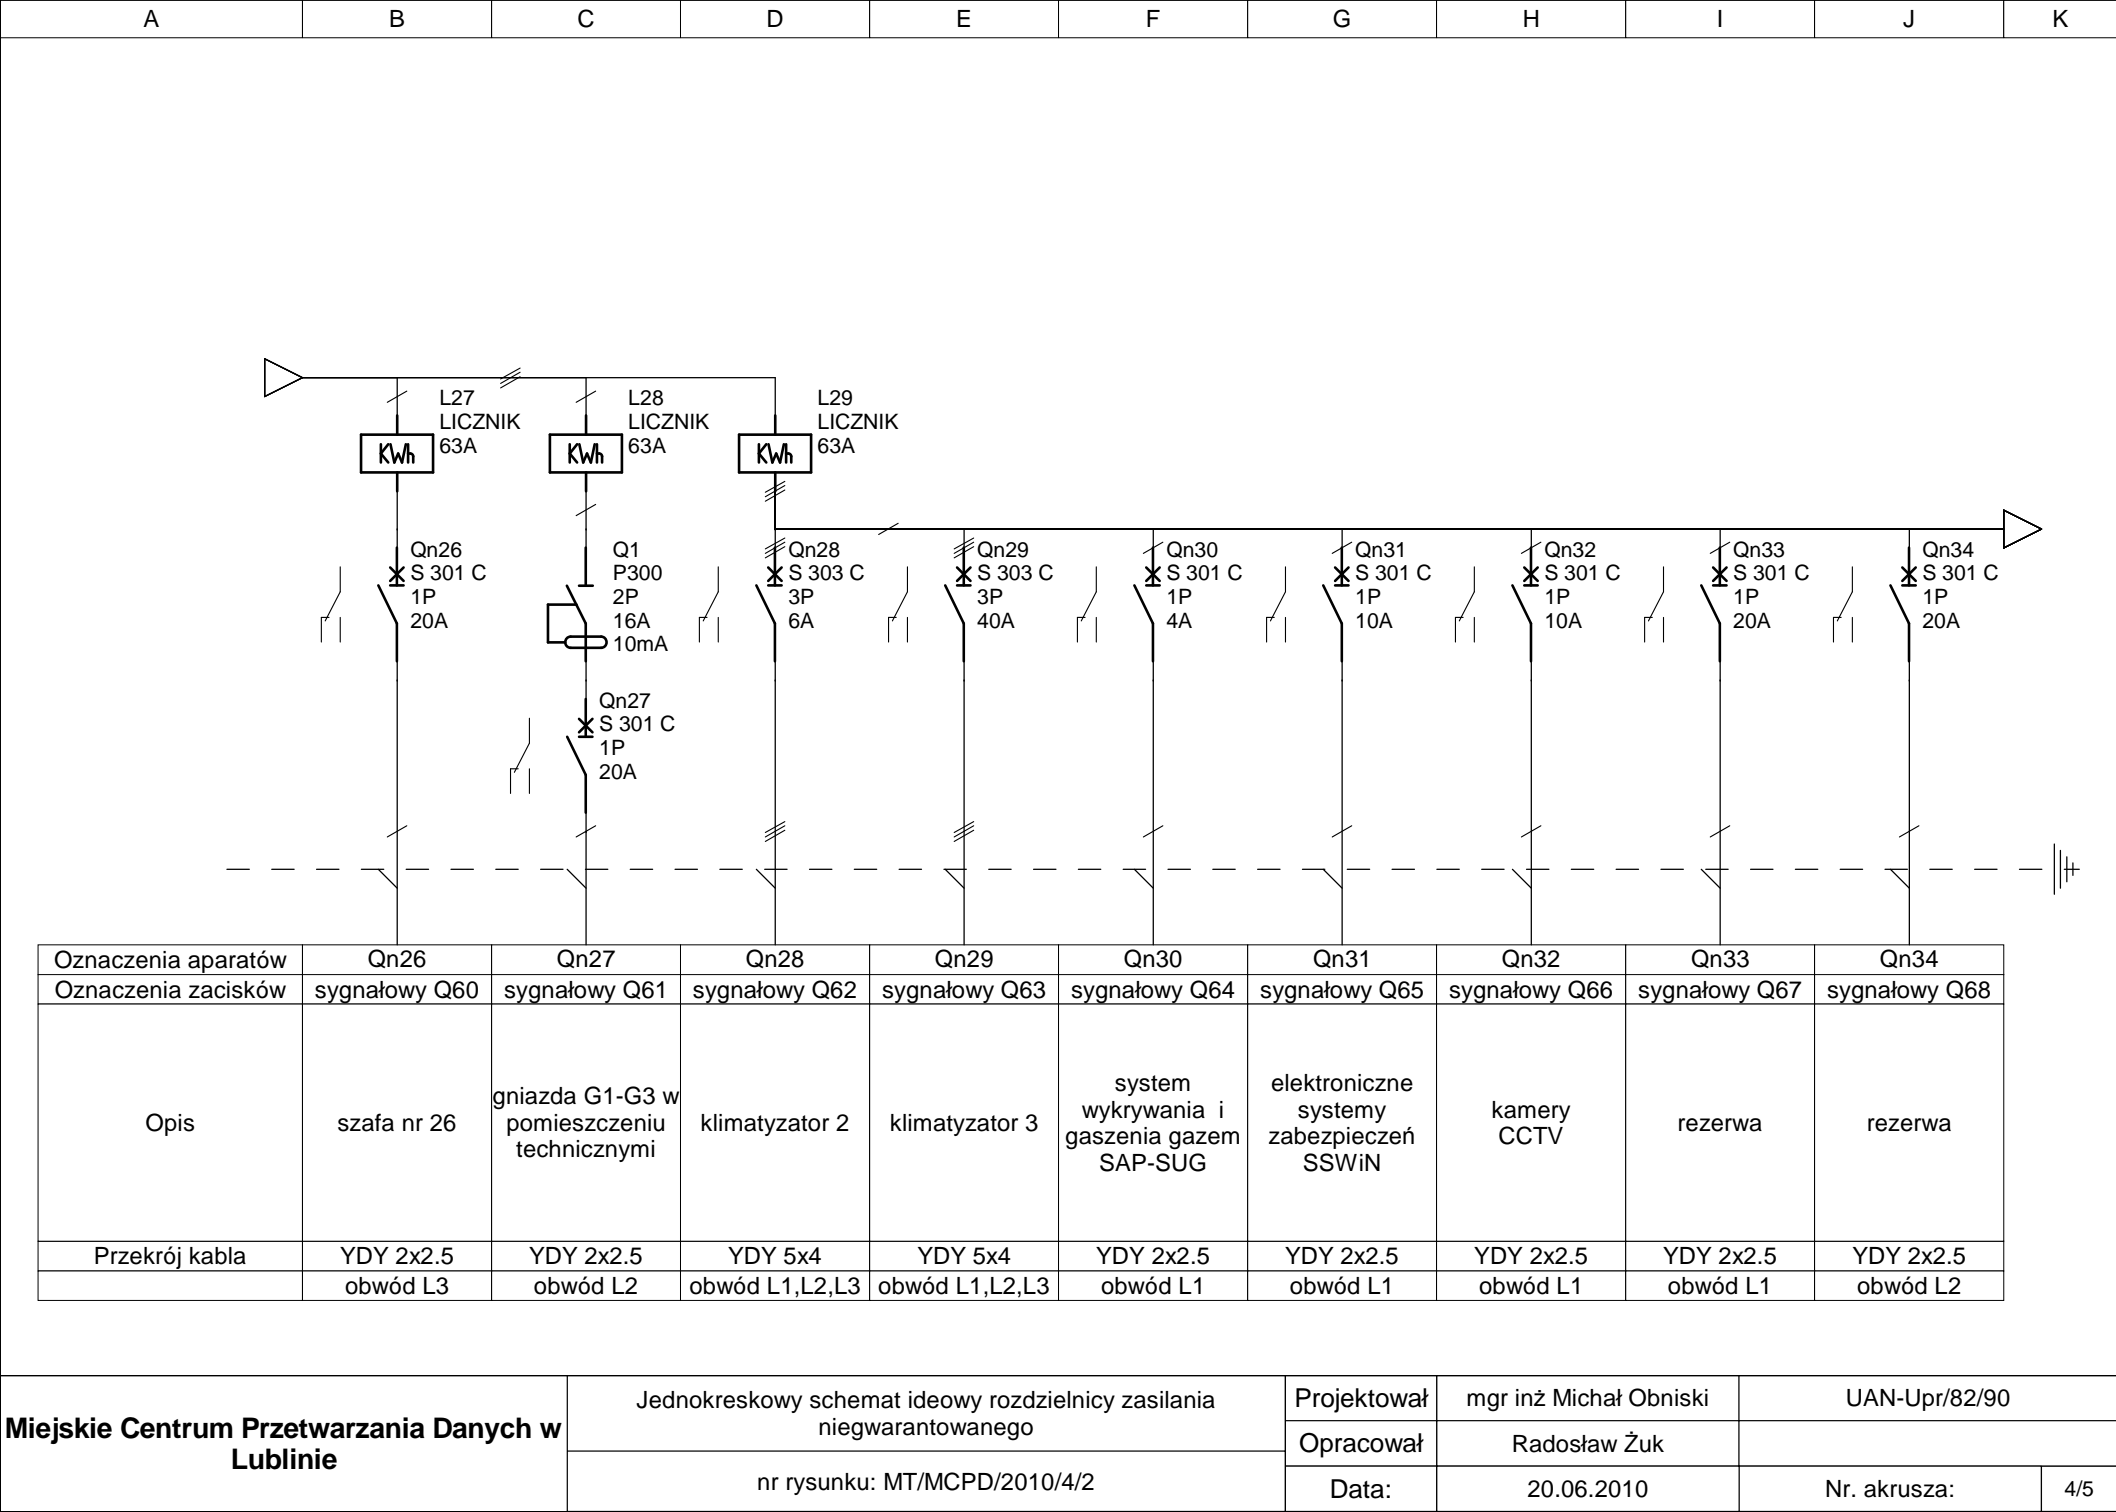 A B C D E F G H I J K
L27
LICZNIK
63A
KWh
L28
LICZNIK
63A
KWh
L29
LICZNIK
63A
KWh
Qn26
S 301 C
1P
20A
Q1
P300
2P
16A
10mA
Qn27
S 301 C
1P
20A
Qn28
S 303 C
3P
6A
Qn29
S 303 C
3P
40A
Qn30
S 301 C
1P
4A
Qn31
S 301 C
1P
10A
Qn32
S 301 C
1P
10A
Qn33
S 301 C
1P
20A
Qn34
S 301 C
1P
20A
Oznaczenia aparatów Qn26 Qn27 Qn28 Qn29 Qn30 Qn31 Qn32 Qn33 Qn34
Oznaczenia zacisków sygnałowy Q60 sygnałowy Q61 sygnałowy Q62 sygnałowy Q63 sygnałowy Q64 sygnałowy Q65 sygnałowy Q66 sygnałowy Q67 sygnałowy Q68
Opis
szafa nr 26
gniazda G1-G3 w
pomieszczeniu
technicznymi
klimatyzator 2
klimatyzator 3
system
wykrywania i
gaszenia gazem
SAP-SUG
elektroniczne
systemy
zabezpieczeń
SSWiN
kamery
CCTV
rezerwa
rezerwa
Przekrój kabla YDY 2x2.5 YDY 2x2.5 YDY 5x4 YDY 5x4 YDY 2x2.5 YDY 2x2.5 YDY 2x2.5 YDY 2x2.5 YDY 2x2.5
obwód L3 obwód L2 obwód L1,L2,L3 obwód L1,L2,L3 obwód L1 obwód L1 obwód L1 obwód L1 obwód L2
Miejskie Centrum Przetwarzania Danych w
Lublinie
Jednokreskowy schemat ideowy rozdzielnicy zasilania
niegwarantowanego
nr rysunku: MT/MCPD/2010/4/2
Projektował mgr inż Michał Obniski UAN-Upr/82/90
Opracował Radosław Żuk
Data: 20.06.2010 Nr. akrusza: 4/5